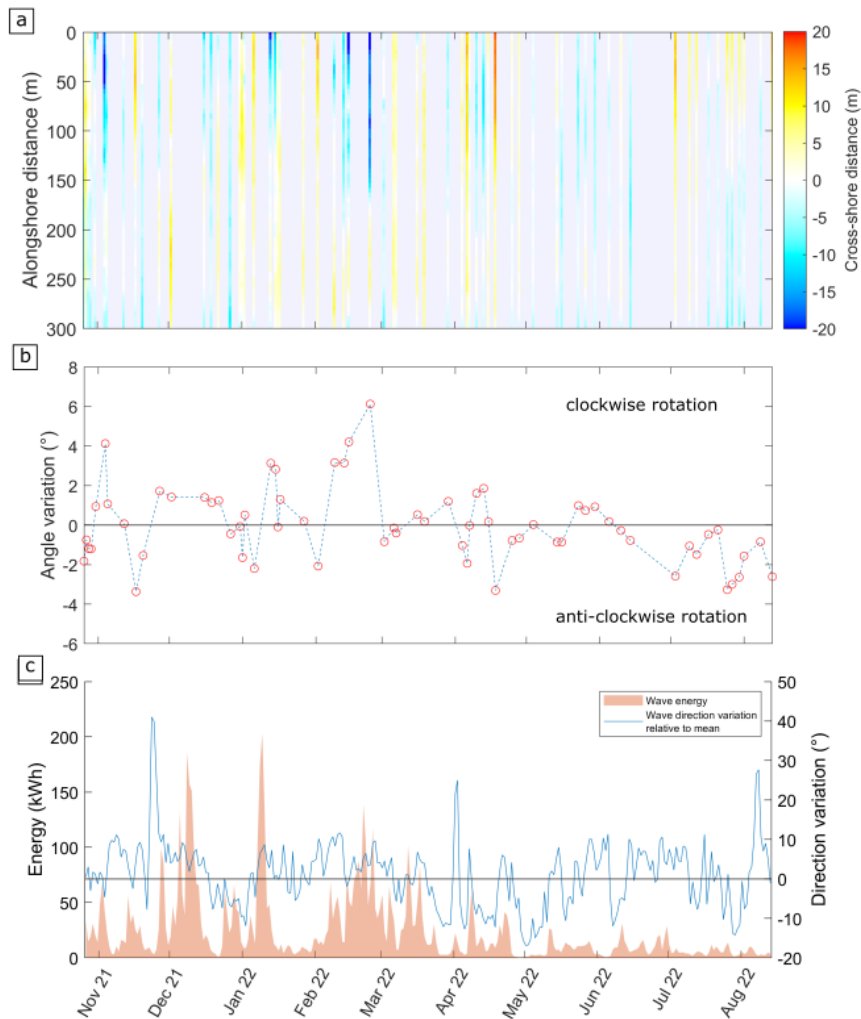 a
0
50
100
150
200
250
300
Alongshore distance (m)
20
15
10
5
0
-5
-10
-15
-20
Cross-shore distance (m)
b
8
6
4
2
0
-2
-4
-6
Angle variation (°)
clockwise rotation
anti-clockwise rotation
c
250
200
150
100
50
0
Energy (kWh)
50
40
30
20
10
0
-10
-20
Direction variation (°)
Wave energy
Wave direction variation
relative to mean
Nov 21
Dec 21
Jan 22
Feb 22
Mar 22
Apr 22
May 22
Jun 22
Jul 22
Aug 22